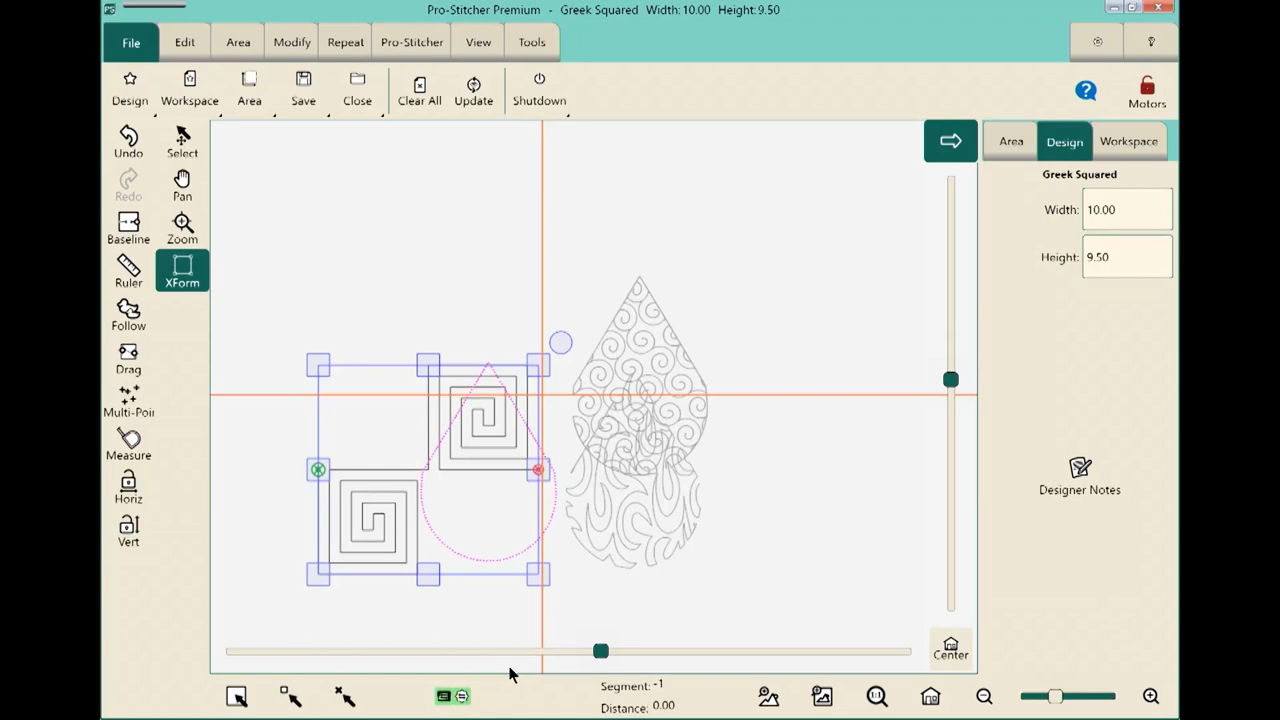 PS Pro-Stitcher Premium - Greek Squared Width:10.00 Height:9.50
File Edit Area Modify Repeat Pro-Stitcher View Tools
Design Workspace Area Save Close Clear All Update Shutdown ? Motors
Undo Select
Redo Pan
Baseline Zoom
Ruler XForm
Follow
Drag
Multi-Poi
Measure
Horiz
Vert
Area Design Workspace
Greek Squared
Width: 10.00
Height: 9.50
Designer Notes
Center
Segment: -1
Distance: 0.00